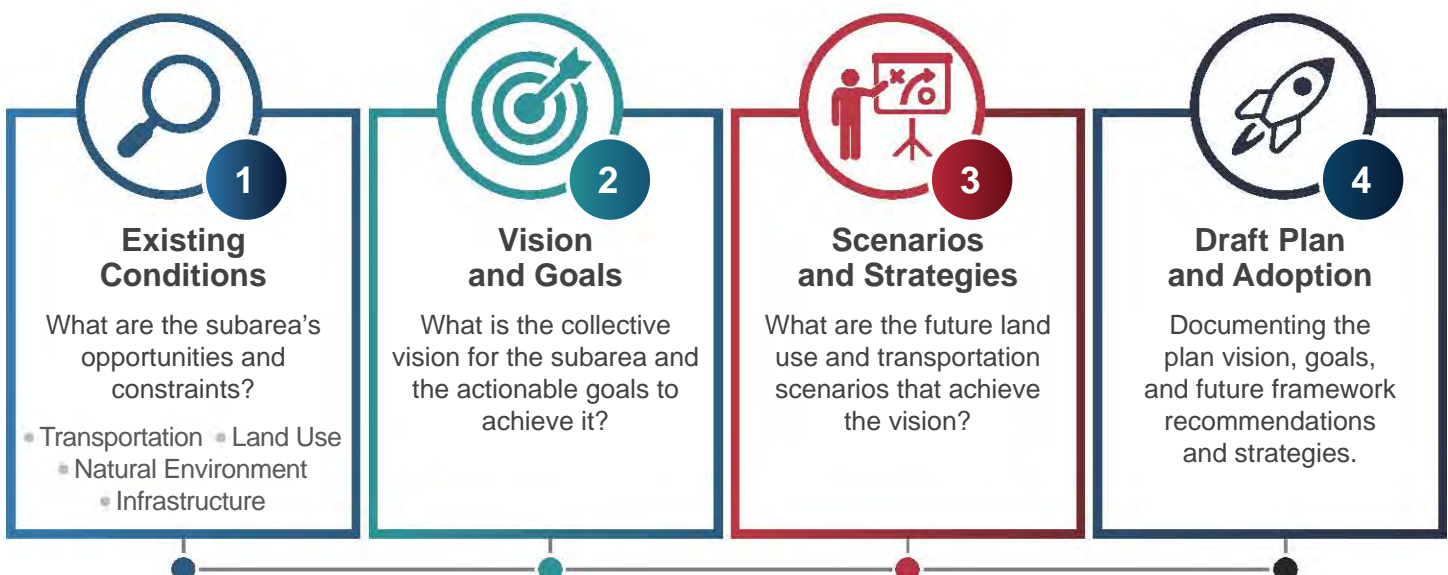 1
Existing
Conditions
What are the subarea’s
opportunities and
constraints?
• Transportation • Land Use
• Natural Environment
• Infrastructure
2
Vision
and Goals
What is the collective
vision for the subarea and
the actionable goals to
achieve it?
3
Scenarios
and Strategies
What are the future land
use and transportation
scenarios that achieve
the vision?
4
Draft Plan
and Adoption
Documenting the
plan vision, goals,
and future framework
recommendations
and strategies.